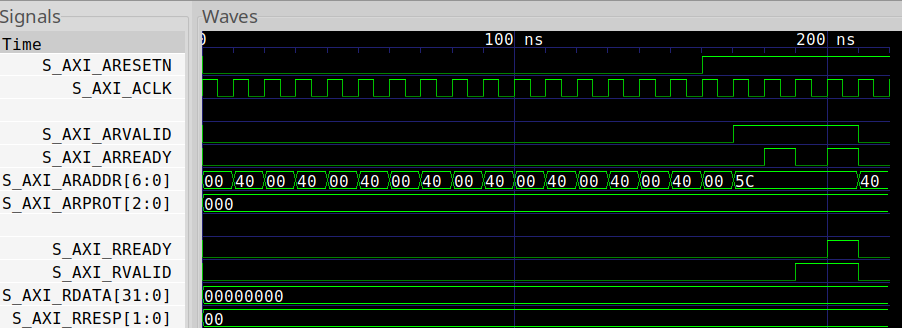 Signals Waves
Time 0 100 ns 200 ns
S_AXI_ARESETN
S_AXI_ACLK
S_AXI_ARVALID
S_AXI_ARREADY
S_AXI_ARADDR[6:0] 00 40 00 40 00 40 00 40 00 40 00 40 00 40 00 40 00 5C 40
S_AXI_ARPROT[2:0] 000
S_AXI_RREADY
S_AXI_RVALID
S_AXI_RDATA[31:0] 00000000
S_AXI_RRESP[1:0] 00